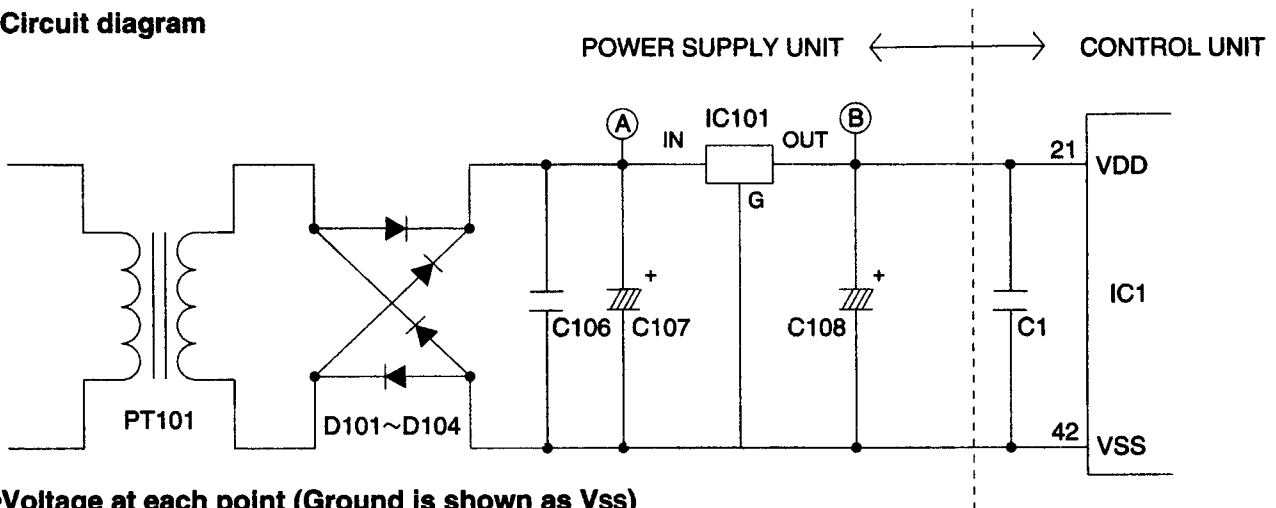 Circuit diagram
POWER SUPPLY UNIT
CONTROL UNIT
A
IN
IC101
OUT
B
G
21
VDD
+
+
IC1
C106
C107
C108
C1
PT101
D101~D104
42
VSS
•Voltage at each point (Ground is shown as Vss)